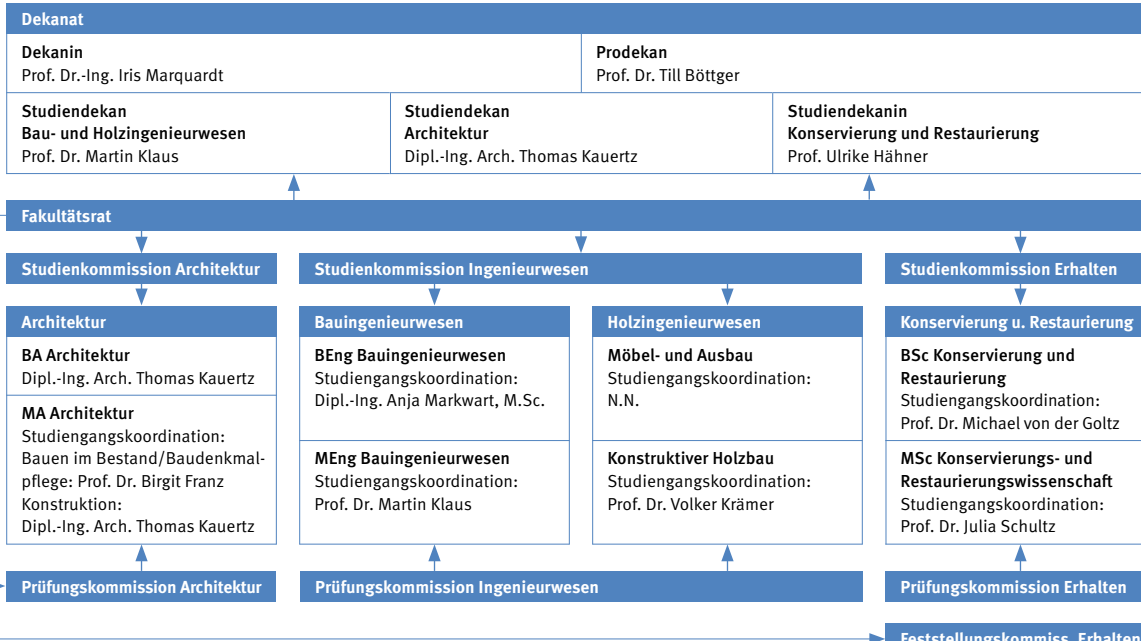 Dekanat
Dekanin
Prof. Dr.-Ing. Iris Marquardt
Prodekan
Prof. Dr. Till Böttger
Studiendekan
Bau- und Holzingenieurwesen
Prof. Dr. Martin Klaus
Studiendekan
Architektur
Dipl.-Ing. Arch. Thomas Kauertz
Studiendekanin
Konservierung und Restaurierung
Prof. Ulrike Hähner
Fakultätsrat
Studienkommission Architektur
Studienkommission Ingenieurwesen
Studienkommission Erhalten
Architektur
BA Architektur
Dipl.-Ing. Arch. Thomas Kauertz
MA Architektur
Studiengangskoordination:
Bauen im Bestand/Baudenkmal-
pflege: Prof. Dr. Birgit Franz
Konstruktion:
Dipl.-Ing. Arch. Thomas Kauertz
Bauingenieurwesen
BEng Bauingenieurwesen
Studiengangskoordination:
Dipl.-Ing. Anja Markwart, M.Sc.
MEng Bauingenieurwesen
Studiengangskoordination:
Prof. Dr. Martin Klaus
Holzingenieurwesen
Möbel- und Ausbau
Studiengangskoordination:
N.N.
Konstruktiver Holzbau
Studiengangskoordination:
Prof. Dr. Volker Krämer
Konservierung u. Restaurierung
BSc Konservierung und
Restaurierung
Studiengangskoordination:
Prof. Dr. Michael von der Goltz
MSc Konservierungs- und
Restaurierungswissenschaft
Studiengangskoordination:
Prof. Dr. Julia Schultz
Prüfungskommission Architektur
Prüfungskommission Ingenieurwesen
Prüfungskommission Erhalten
Feststellungskommiss. Erhalten